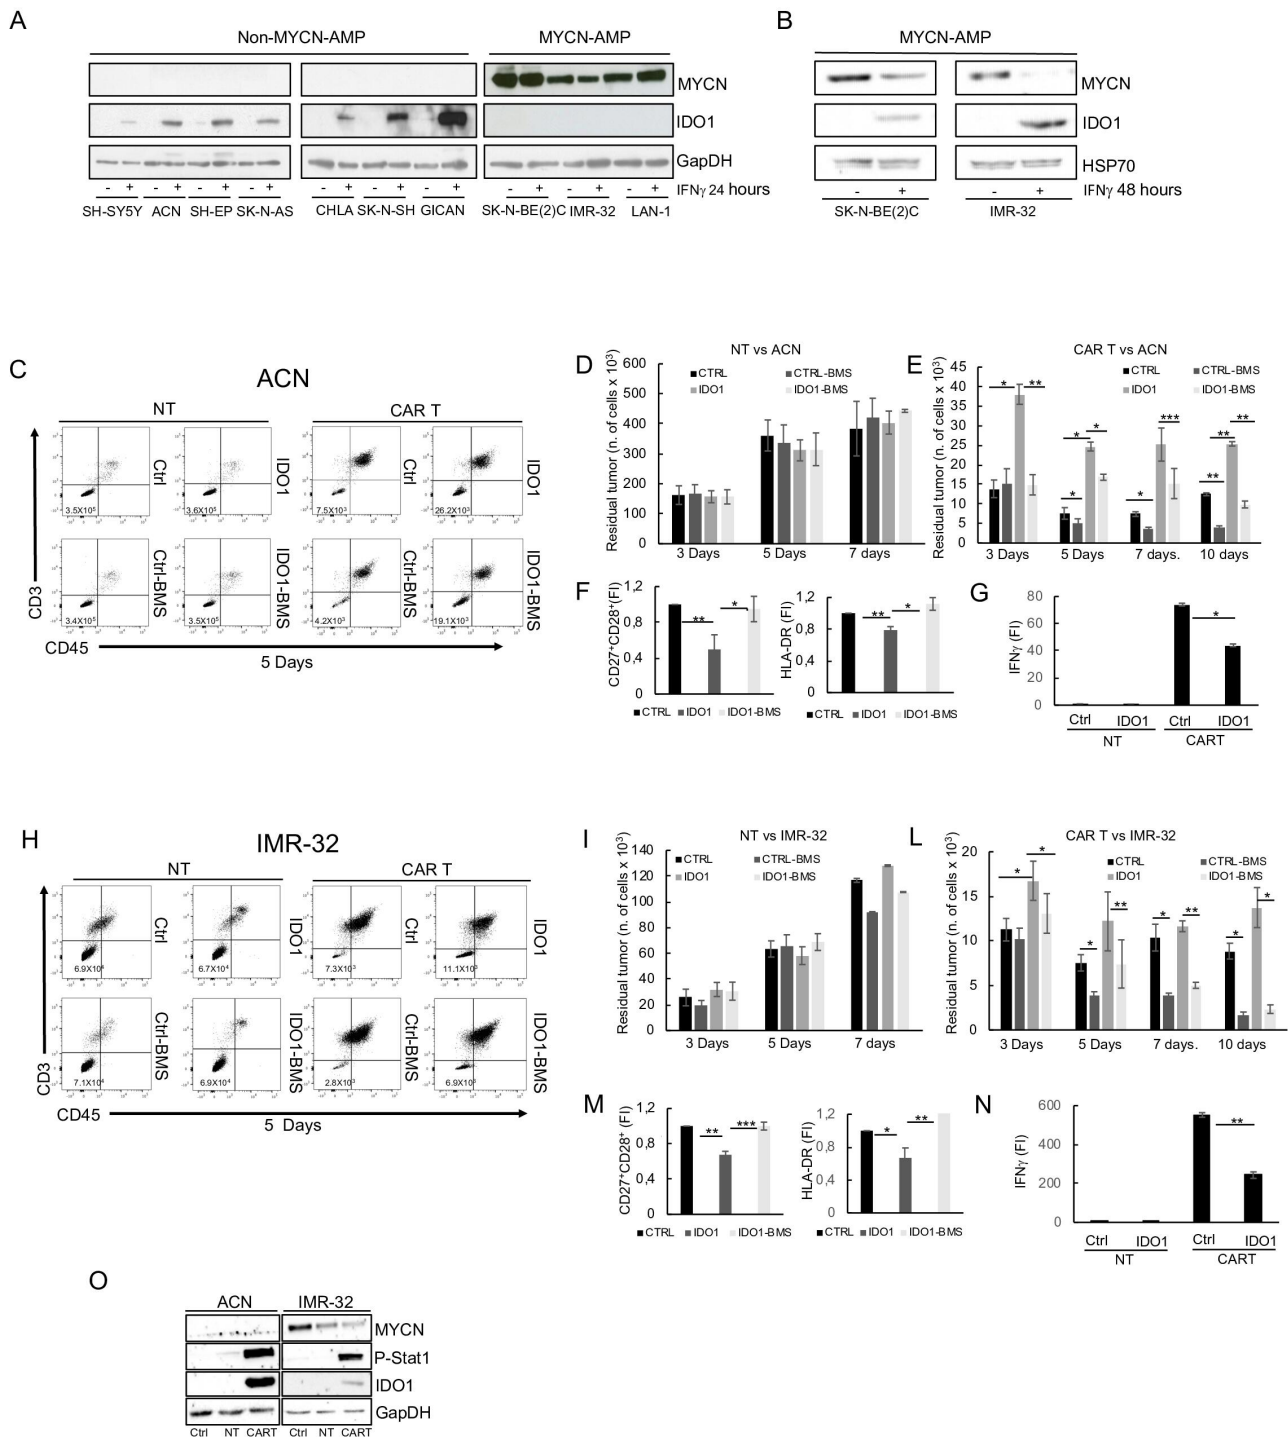 A
Non-MYCN-AMP
MYCN-AMP
MYCN
IDO1
GapDH
- + - + - + - +
- + - + - +
- + - + - +
IFNγ 24 hours
SH-SY5Y ACN SH-EP SK-N-AS
CHLA SK-N-SH GICAN
SK-N-BE(2)C IMR-32 LAN-1
B
MYCN-AMP
MYCN
IDO1
HSP70
- +
- +
IFNγ 48 hours
SK-N-BE(2)C
IMR-32
C
ACN
NT
CAR T
Ctrl
IDO1
Ctrl
IDO1
3.5X10⁵
3.6X10⁵
7.5X10³
26.2X10³
Ctrl-BMS
IDO1-BMS
Ctrl-BMS
IDO1-BMS
3.4X10⁵
3.5X10⁵
4.2X10³
19.1X10³
CD3
CD45
5 Days
D
NT vs ACN
Residual tumor (n. of cells x 10³)
CTRL
CTRL-BMS
IDO1
IDO1-BMS
600
500
400
300
200
100
0
3 Days
5 Days
7 days
E
CAR T vs ACN
Residual tumor (n. of cells x 10³)
CTRL
CTRL-BMS
IDO1
IDO1-BMS
45
40
35
30
25
20
15
10
5
0
* **
* * *
* ***
** ** **
3 Days
5 Days
7 days.
10 days
F
CD27⁺CD28⁺(FI)
1,2
0,8
0,4
0
** *
CTRL IDO1 IDO1-BMS
HLA-DR (FI)
1,2
0,8
0,4
0
** *
CTRL IDO1 IDO1-BMS
G
IFNγ (FI)
80
60
40
20
0
*
Ctrl IDO1 Ctrl IDO1
NT CART
H
IMR-32
NT
CAR T
Ctrl
IDO1
Ctrl
IDO1
6.9X10⁴
6.7X10⁴
7.3X10³
11.1X10³
Ctrl-BMS
IDO1-BMS
Ctrl-BMS
IDO1-BMS
7.1X10⁴
6.9X10⁴
2.8X10³
6.9X10³
CD3
CD45
5 Days
I
NT vs IMR-32
Residual tumor (n. of cells x 10³)
CTRL
CTRL-BMS
IDO1
IDO1-BMS
140
120
100
80
60
40
20
0
3 Days
5 Days
7 days
L
CAR T vs IMR-32
Residual tumor (n. of cells x 10³)
CTRL
CTRL-BMS
IDO1
IDO1-BMS
20
15
10
5
0
* *
* **
* **
* *
3 Days
5 Days
7 days.
10 days
M
CD27⁺CD28⁺ (FI)
1,2
0,8
0,4
0
** ***
CTRL IDO1 IDO1-BMS
HLA-DR (FI)
1,2
0,8
0,4
0
* **
CTRL IDO1 IDO1-BMS
N
IFNγ (FI)
600
400
200
0
**
Ctrl IDO1 Ctrl IDO1
NT CART
O
ACN
IMR-32
MYCN
P-Stat1
IDO1
GapDH
Ctrl NT CART Ctrl NT CART